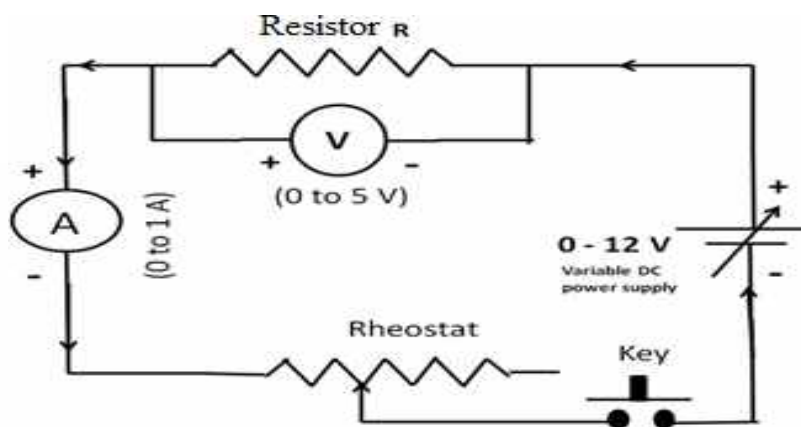 Resistor R
V
+ -
(0 to 5 V)
+
A
-
(0 to 1 A)
+
0 - 12 V
Variable DC
power supply
-
Rheostat
Key